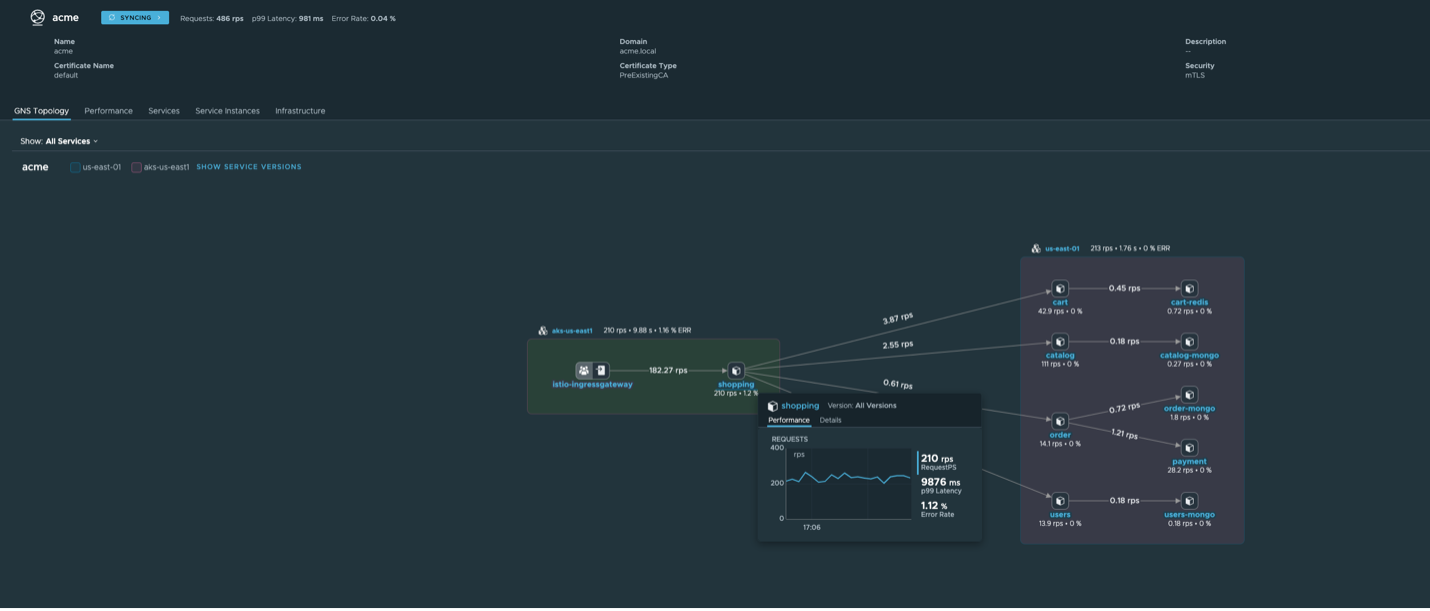 acme SYNCING > Requests: 486 rps p99 Latency: 981 ms Error Rate: 0.04 %
Name Domain Description
acme acme.local —
Certificate Name Certificate Type Security
default PreExistingCA mTLS
GNS Topology Performance Services Service Instances Infrastructure
Show: All Services
acme us-east-01 aks-us-east1 SHOW SERVICE VERSIONS
us-east-01 213 rps • 1.76 s • 0 % ERR
0.45 rps
cart cart-redis
42.9 rps • 0 % 0.72 rps • 0 %
3.87 rps
aks-us-east1 210 rps • 9.88 s • 1.16 % ERR
2.55 rps
0.18 rps
catalog catalog-mongo
111 rps • 0 % 0.27 rps • 0 %
182.27 rps
istio-ingressgateway shopping
210 rps • 1.2 %
0.61 rps
shopping Version: All Versions
Performance Details
REQUESTS
400
rps
200
0
17:06
210 rps
RequestPS
9876 ms
p99 Latency
1.12 %
Error Rate
0.72 rps
order-mongo
1.8 rps • 0 %
1.21 rps
order
14.1 rps • 0 %
payment
28.2 rps • 0 %
0.18 rps
users users-mongo
13.9 rps • 0 % 0.18 rps • 0 %